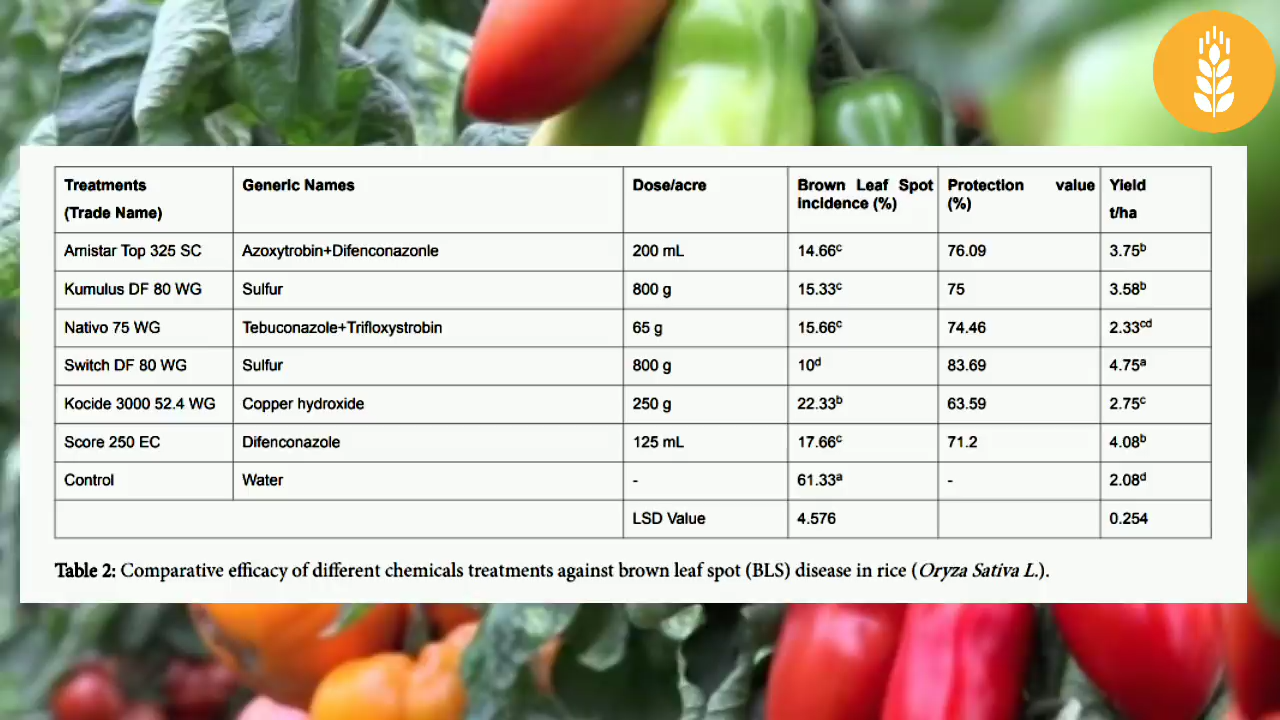 Treatments (Trade Name) Generic Names Dose/acre Brown Leaf Spot incidence (%) Protection value (%) Yield t/ha
Amistar Top 325 SC Azoxytrobin+Difenconazonle 200 mL 14.66ᶜ 76.09 3.75ᵇ
Kumulus DF 80 WG Sulfur 800 g 15.33ᶜ 75 3.58ᵇ
Nativo 75 WG Tebuconazole+Trifloxystrobin 65 g 15.66ᶜ 74.46 2.33ᶜᵈ
Switch DF 80 WG Sulfur 800 g 10ᵈ 83.69 4.75ᵃ
Kocide 3000 52.4 WG Copper hydroxide 250 g 22.33ᵇ 63.59 2.75ᶜ
Score 250 EC Difenconazole 125 mL 17.66ᶜ 71.2 4.08ᵇ
Control Water - 61.33ᵃ - 2.08ᵈ
LSD Value 4.576 0.254
Table 2: Comparative efficacy of different chemicals treatments against brown leaf spot (BLS) disease in rice (Oryza Sativa L.).